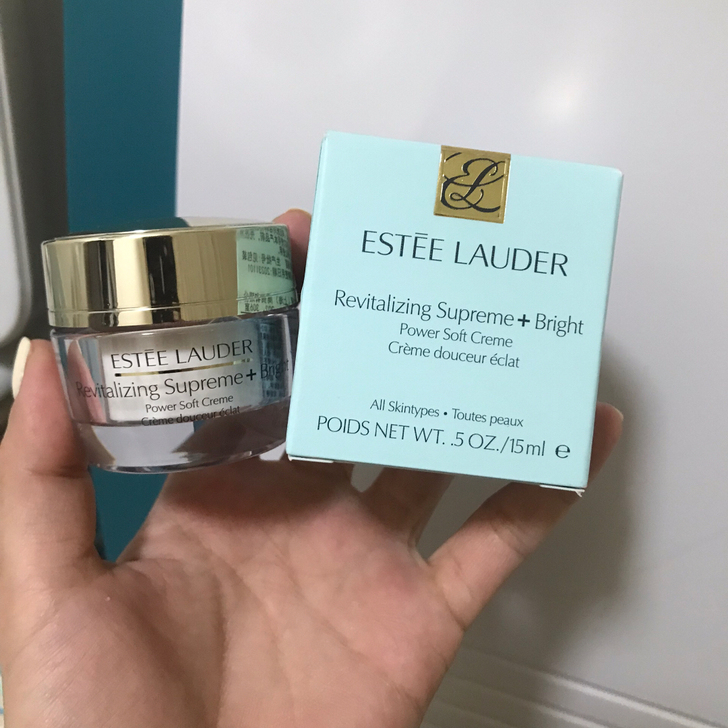 ESTĒE LAUDER
Revitalizing Supreme+Bright
Power Soft Creme
Crème douceur éclat
ESTĒE LAUDER
Revitalizing Supreme+Bright
Power Soft Creme
Crème douceur éclat
All Skintypes • Toutes peaux
POIDS NET WT. .5 OZ./15ml e